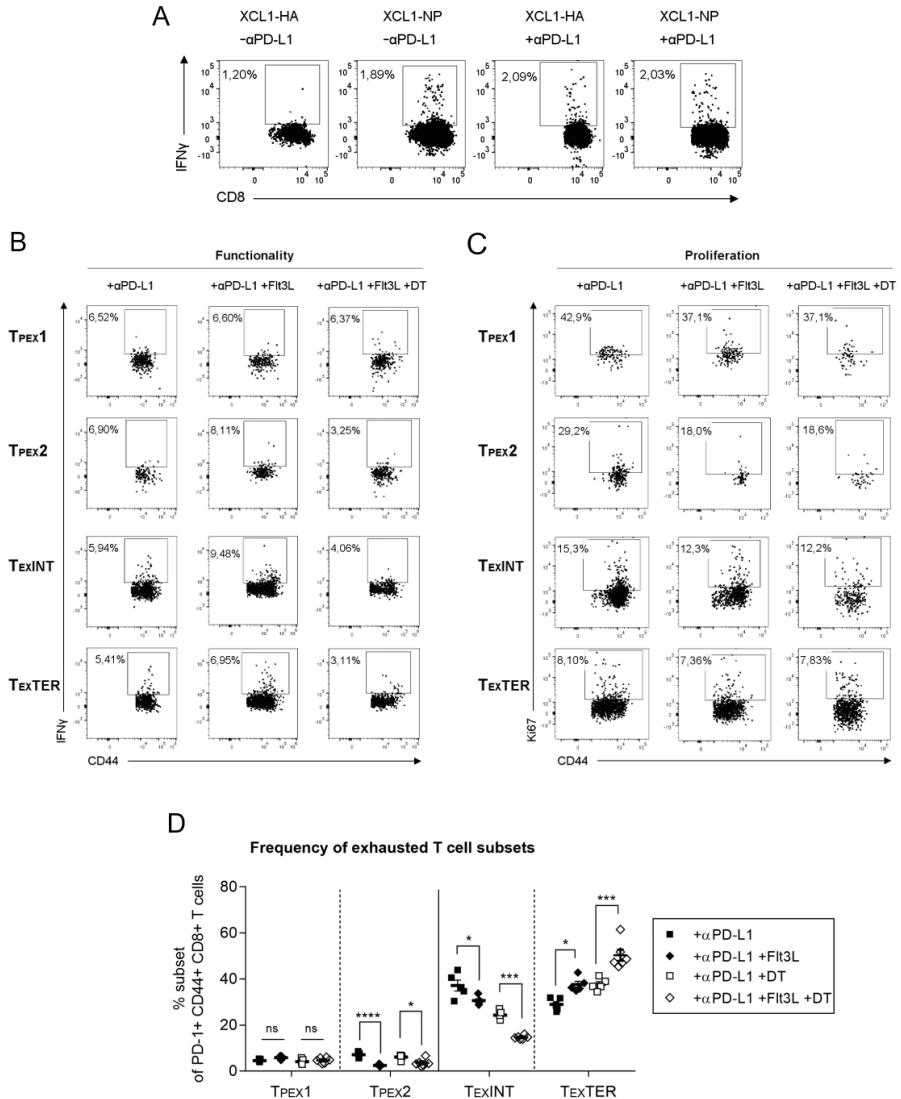 A
XCL1-HA XCL1-NP XCL1-HA XCL1-NP
−αPD-L1 −αPD-L1 +αPD-L1 +αPD-L1
1,20% 1,89% 2,09% 2,03%
IFNγ
CD8
B
Functionality
+αPD-L1 +αPD-L1 +Flt3L +αPD-L1 +Flt3L +DT
TPEX1
6,52% 6,60% 6,37%
TPEX2
6,90% 8,11% 3,25%
TEXINT
5,94% 9,48% 4,06%
TEXTER
5,41% 6,95% 3,11%
IFNγ
CD44
C
Proliferation
+αPD-L1 +αPD-L1 +Flt3L +αPD-L1 +Flt3L +DT
TPEX1
42,9% 37,1% 37,1%
TPEX2
29,2% 18,0% 18,6%
TEXINT
15,3% 12,3% 12,2%
TEXTER
8,10% 7,36% 7,83%
Ki67
CD44
D
Frequency of exhausted T cell subsets
% subset
of PD-1+ CD44+ CD8+ T cells
80
60
40
20
0
ns ns **** * * *** * ***
TPEX1 TPEX2 TEXINT TEXTER
+αPD-L1
+αPD-L1 +Flt3L
+αPD-L1 +DT
+αPD-L1 +Flt3L +DT